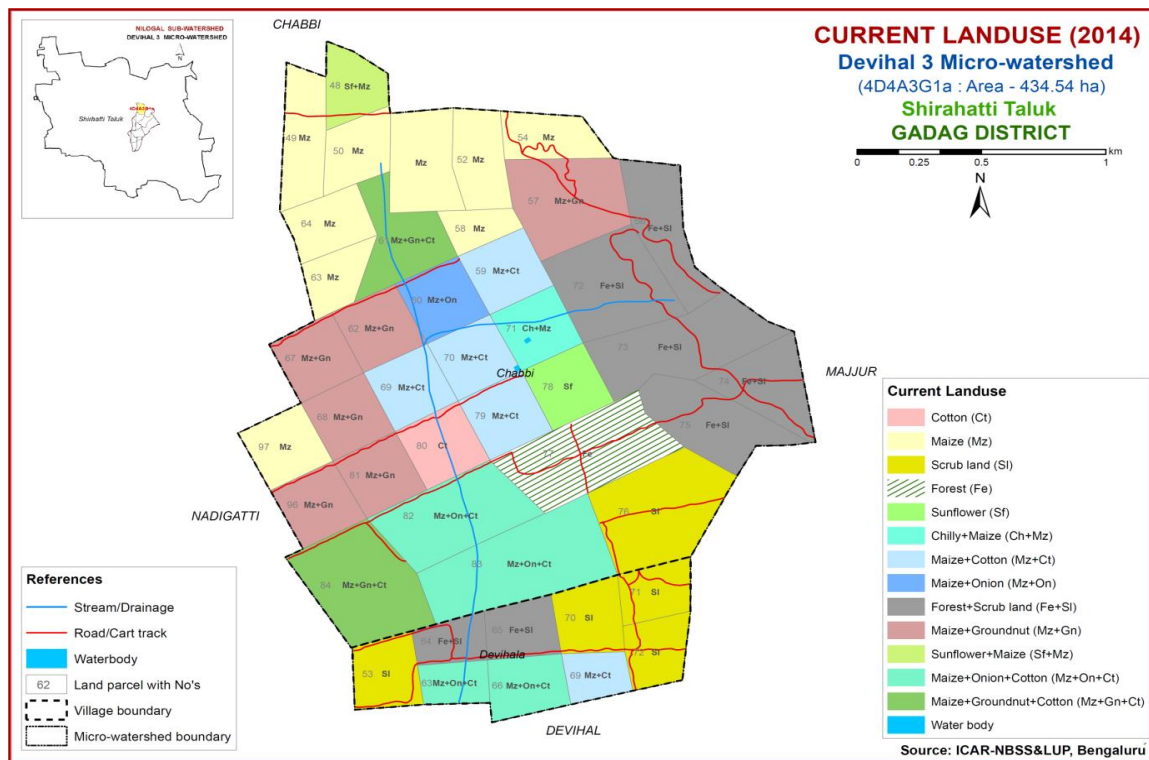 CHABBI
NILOGAL SUB-WATERSHED
DEVIHAL 3 MICRO-WATERSHED
N
4D4A3G1a
Shirhatti Taluk
CURRENT LANDUSE (2014)
Devihal 3 Micro-watershed
(4D4A3G1a : Area - 434.54 ha)
Shirahatti Taluk
GADAG DISTRICT
0 0.25 0.5 1 km
N
48 Sf+Mz
49 Mz
50 Mz
Mz
52 Mz
54 Mz
57 Mz+Gn
Fe+Sl
64 Mz
61 Mz+Gn+Ct
58 Mz
63 Mz
59 Mz+Ct
72 Fe+Sl
60 Mz+On
62 Mz+Gn
71 Ch+Mz
67 Mz+Gn
70 Mz+Ct
73 Fe+Sl
Chabbi
69 Mz+Ct
78 Sf
74 Fe+Sl
MAJJUR
68 Mz+Gn
79 Mz+Ct
75 Fe+Sl
97 Mz
80 Ct
77 Fe
81 Mz+Gn
96 Mz+Gn
NADIGATTI
82 Mz+On+Ct
76 Sl
83 Mz+On+Ct
84 Mz+Gn+Ct
71 Sl
70 Sl
64 Fe+Sl
65 Fe+Sl
72 Sl
Devihala
53 Sl
63 Mz+On+Ct
66 Mz+On+Ct
69 Mz+Ct
DEVIHAL
References
Stream/Drainage
Road/Cart track
Waterbody
62 Land parcel with No's
Village boundary
Micro-watershed boundary
Current Landuse
Cotton (Ct)
Maize (Mz)
Scrub land (Sl)
Forest (Fe)
Sunflower (Sf)
Chilly+Maize (Ch+Mz)
Maize+Cotton (Mz+Ct)
Maize+Onion (Mz+On)
Forest+Scrub land (Fe+Sl)
Maize+Groundnut (Mz+Gn)
Sunflower+Maize (Sf+Mz)
Maize+Onion+Cotton (Mz+On+Ct)
Maize+Groundnut+Cotton (Mz+Gn+Ct)
Water body
Source: ICAR-NBSS&LUP, Bengaluru